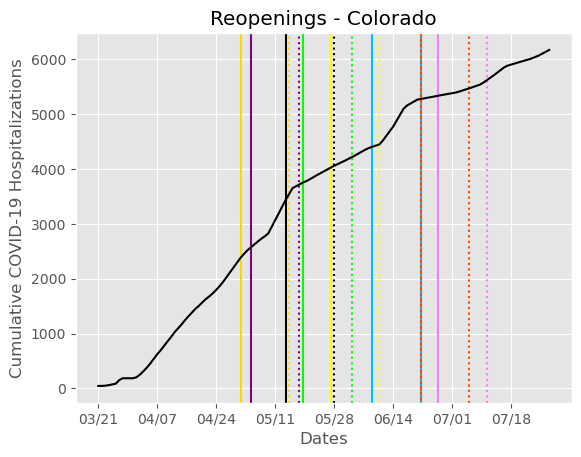 Reopenings - Colorado
Cumulative COVID-19 Hospitalizations
6000
5000
4000
3000
2000
1000
0
03/21 04/07 04/24 05/11 05/28 06/14 07/01 07/18
Dates